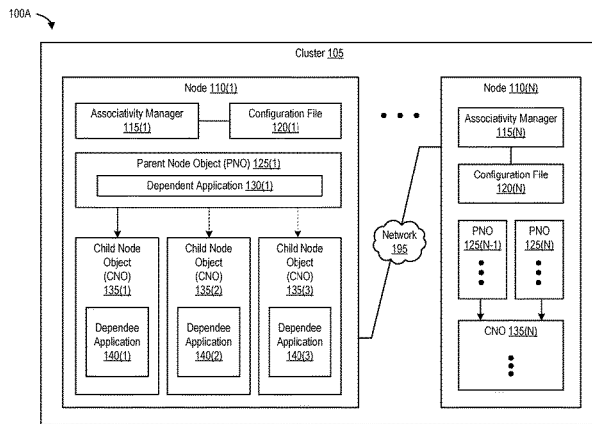 100A
Cluster 105
Node 110(1)
Associativity Manager
115(1)
Configuration File
120(1)
Parent Node Object (PNO) 125(1)
Dependent Application 130(1)
Child Node
Object
(CNO)
135(1)
Dependee
Application
140(1)
Child Node
Object
(CNO)
135(2)
Dependee
Application
140(2)
Child Node
Object
(CNO)
135(3)
Dependee
Application
140(3)
Network
195
Node 110(N)
Associativity Manager
115(N)
Configuration File
120(N)
PNO
125(N-1)
PNO
125(N)
CNO 135(N)